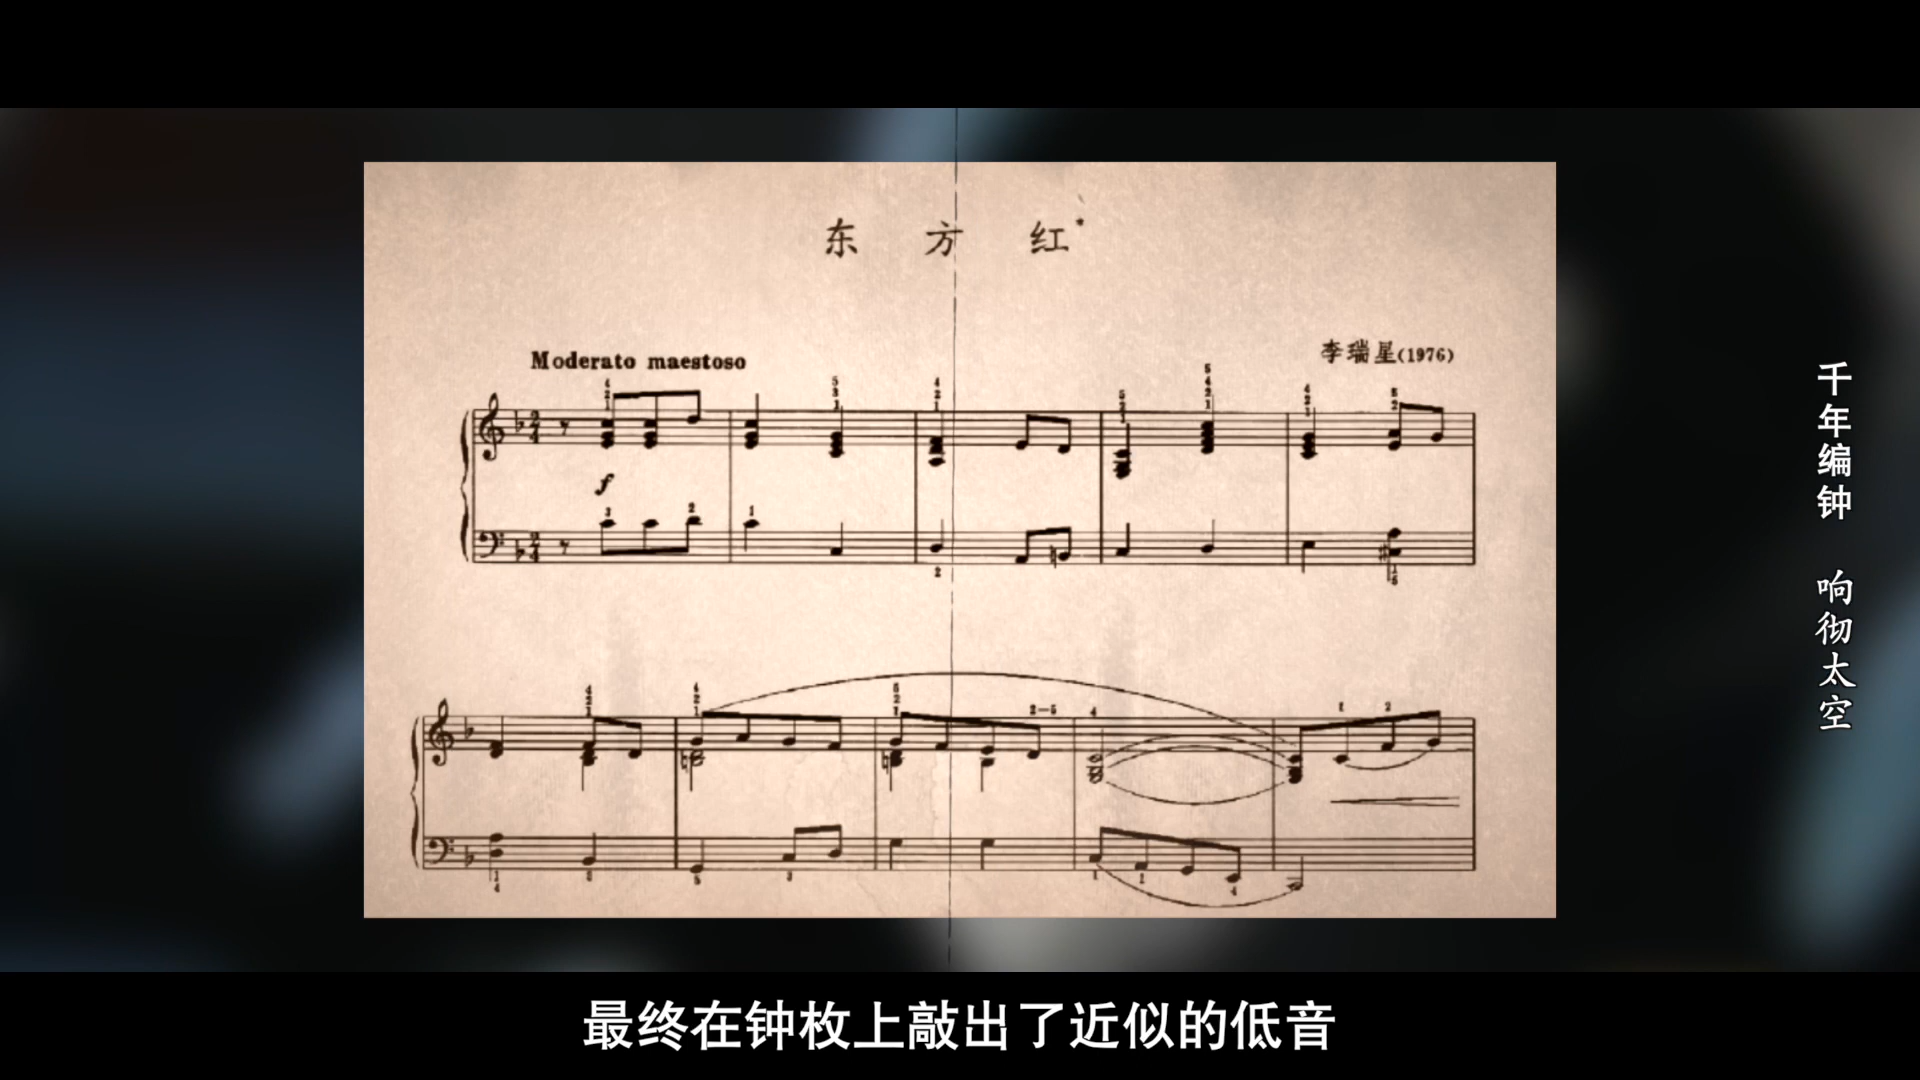 东方红*
Moderato maestoso
李瑞星(1976)
千年编钟 响彻太空
最终在钟枚上敲出了近似的低音